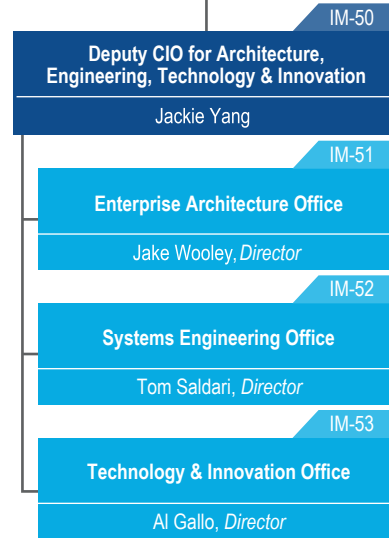 IM-50
Deputy CIO for Architecture,
Engineering, Technology & Innovation
Jackie Yang
IM-51
Enterprise Architecture Office
Jake Wooley, Director
IM-52
Systems Engineering Office
Tom Saldari, Director
IM-53
Technology & Innovation Office
Al Gallo, Director